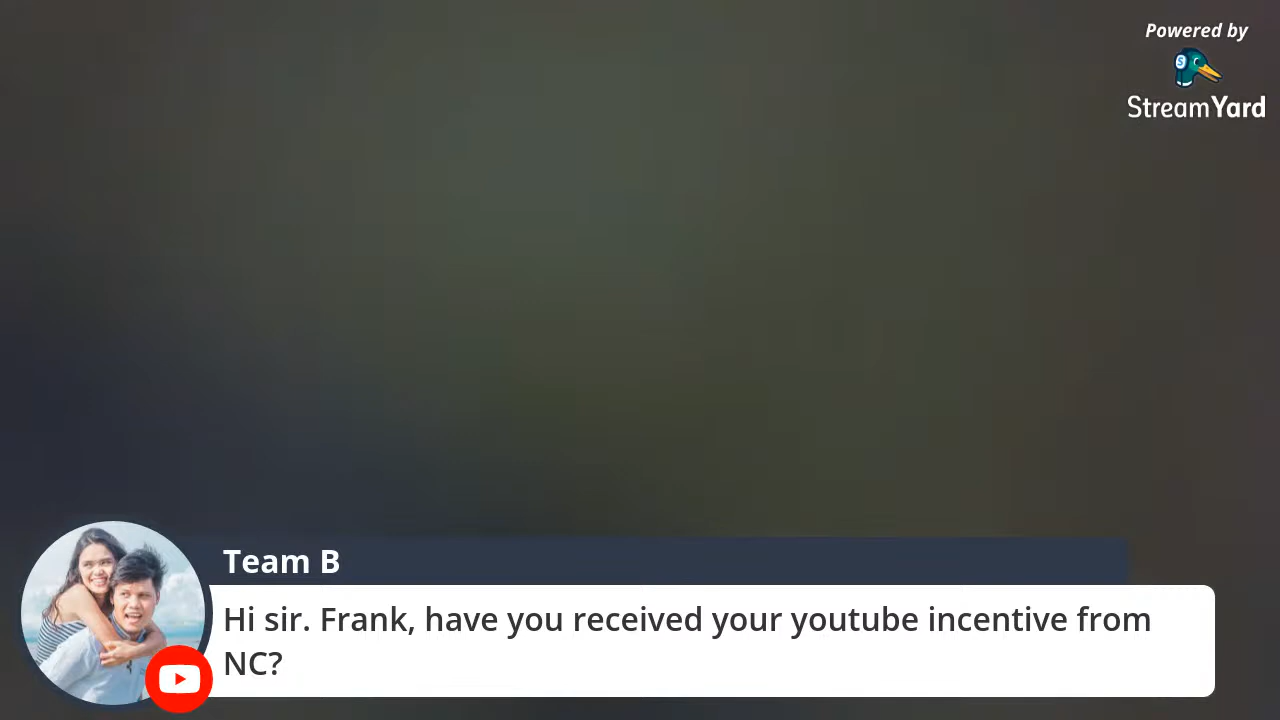 Powered by
StreamYard
Team B
Hi sir. Frank, have you received your youtube incentive from
NC?